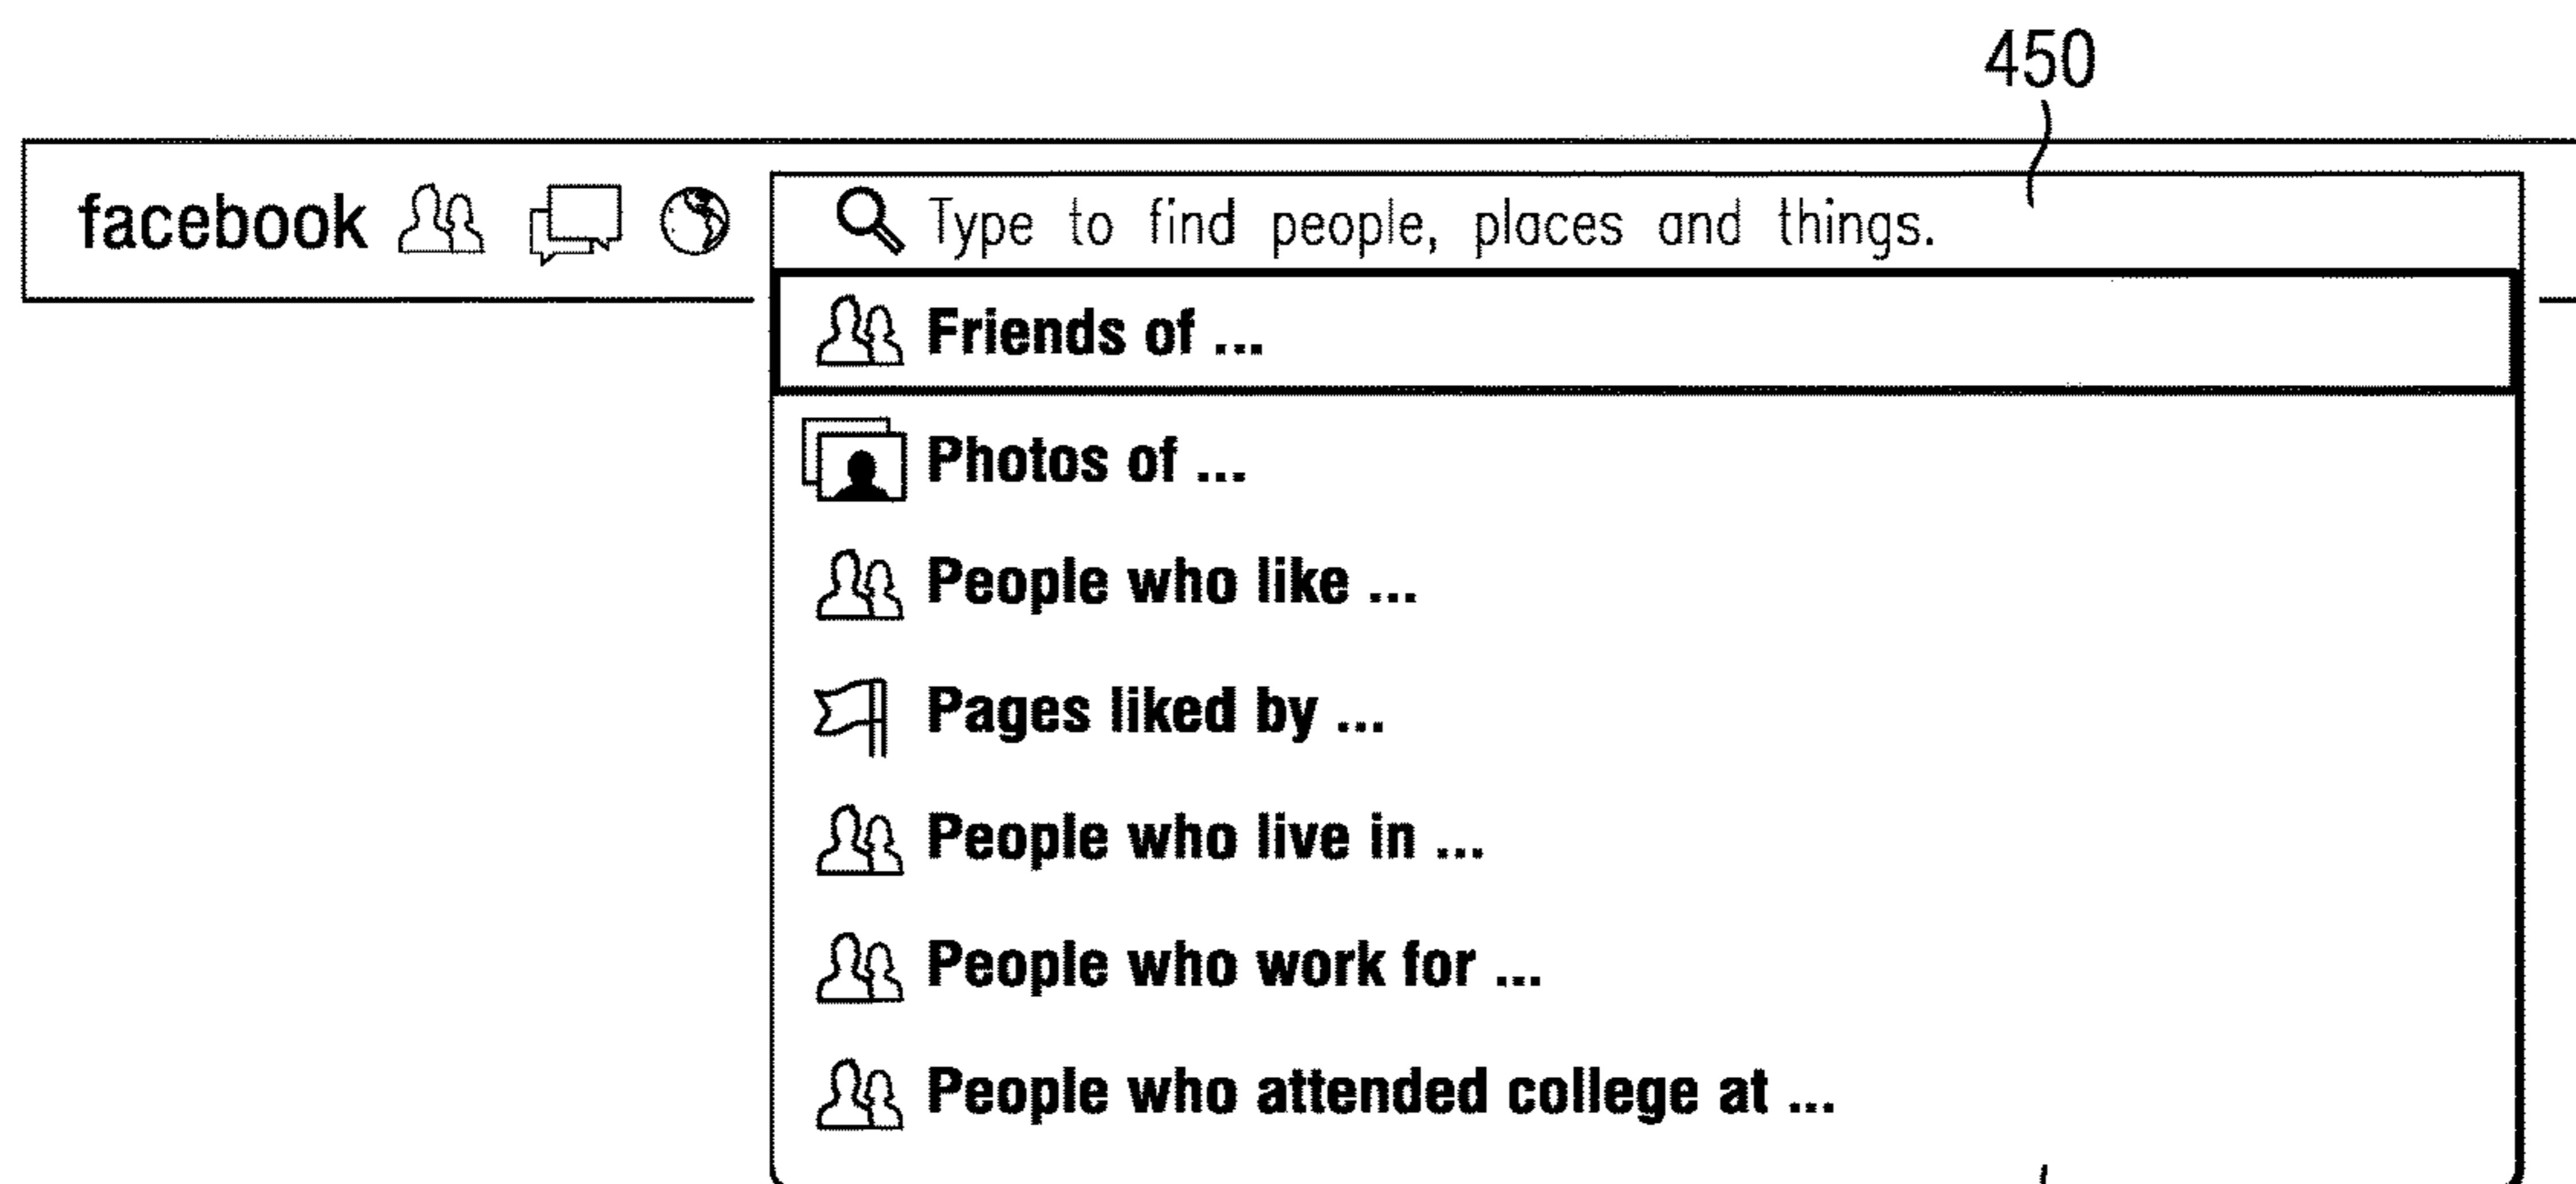 450
facebook Type to find people, places and things.
Friends of ...
Photos of ...
People who like ...
Pages liked by ...
People who live in ...
People who work for ...
People who attended college at ...